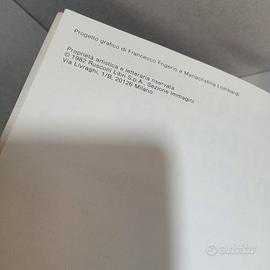 Progetto grafico di Francesco Frigerio e Mariacristina Lombardi
Proprietà artistica e letteraria riservata
© 1982 Rusconi Libri S.p.A., Sezione Immagini
Via Livraghi, 1/B, 20126 Milano
subito